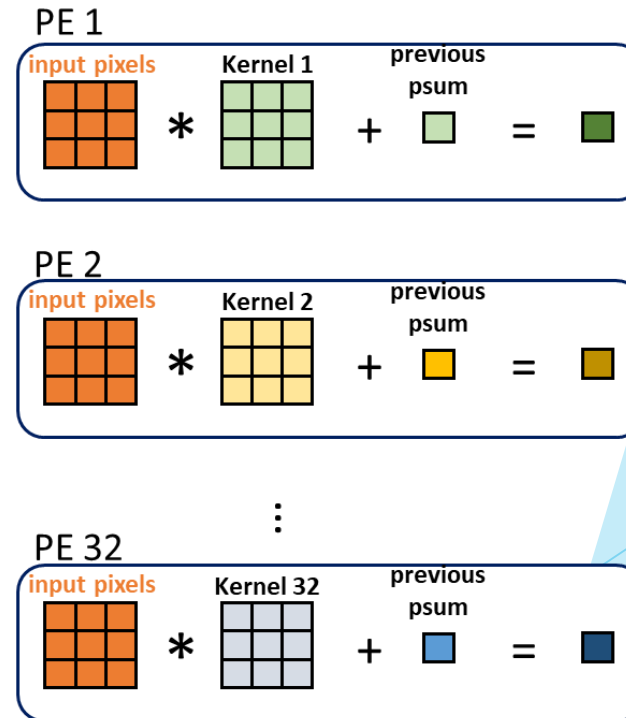 PE 1
input pixels Kernel 1 previous
psum
* + =
PE 2
input pixels Kernel 2 previous
psum
* + =
⋮
PE 32
input pixels Kernel 32 previous
psum
* + =